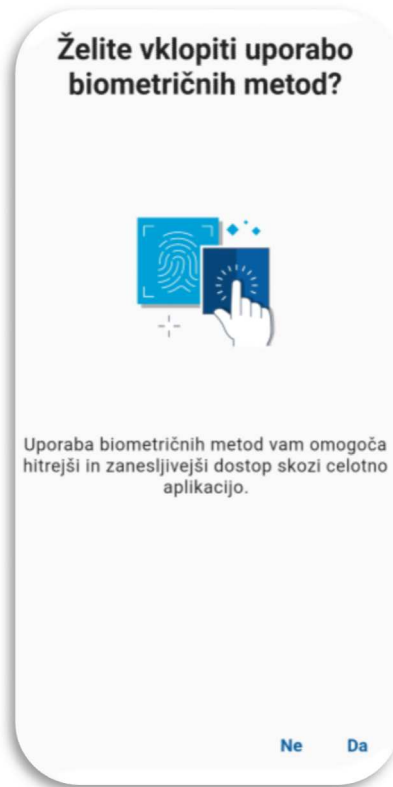 Želite vklopiti uporabo
biometričnih metod?
Uporaba biometričnih metod vam omogoča
hitrejši in zanesljivejši dostop skozi celotno
aplikacijo.
Ne Da